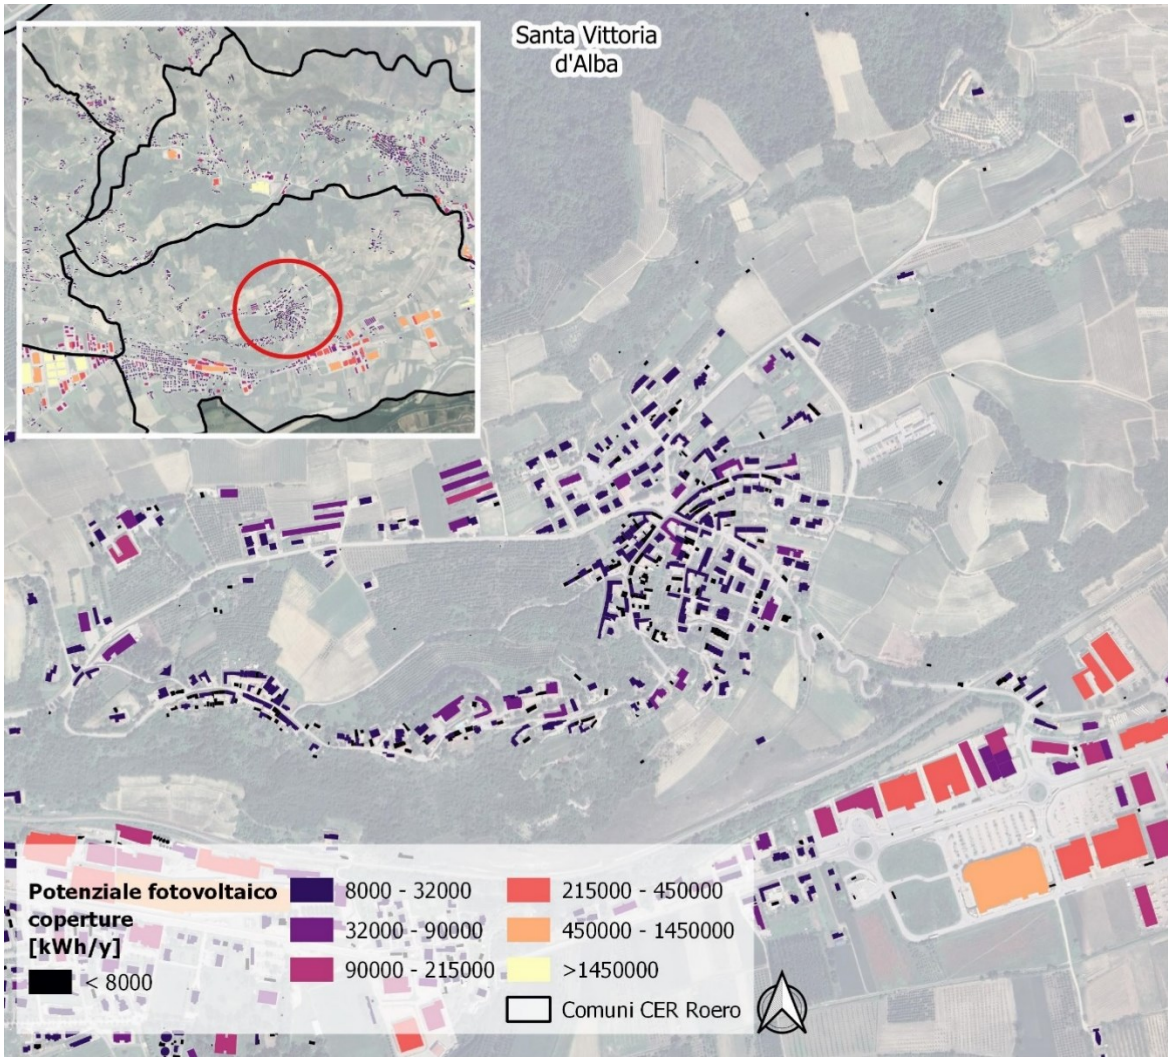 Santa Vittoria
d'Alba
Potenziale fotovoltaico
coperture
[kWh/y]
< 8000
8000 - 32000
32000 - 90000
90000 - 215000
215000 - 450000
450000 - 1450000
>1450000
Comuni CER Roero